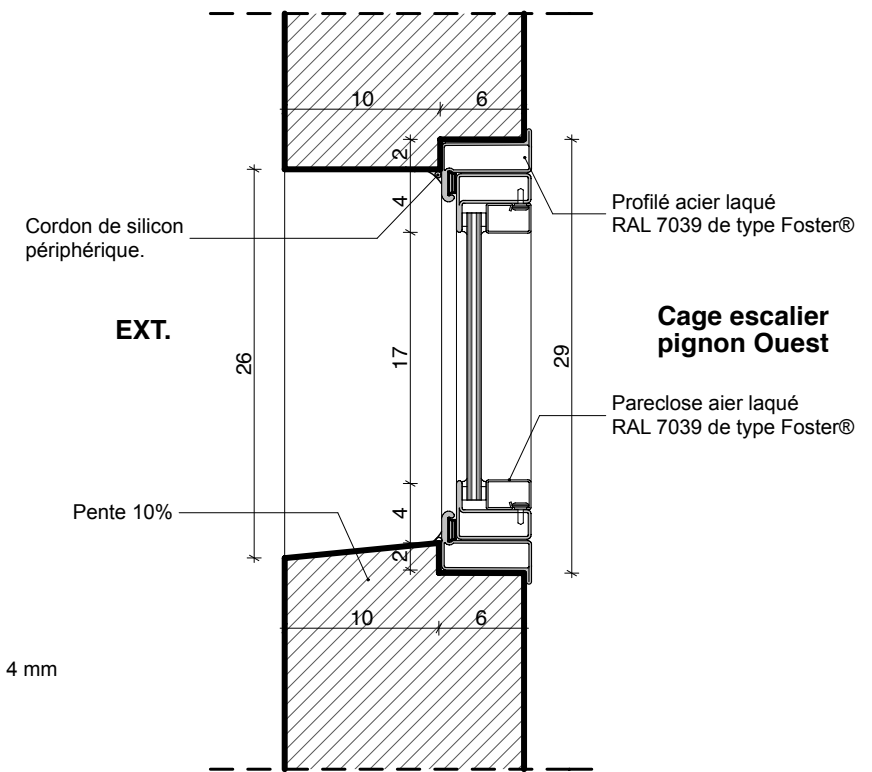 10
6
2
Cordon de silicon
périphérique.
4
Profilé acier laqué
RAL 7039 de type Foster®
EXT.
26
17
29
Cage escalier
pignon Ouest
Pareclose aier laqué
RAL 7039 de type Foster®
Pente 10%
4
2
10
6
4 mm